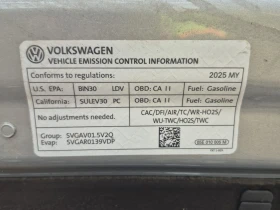 VOLKSWAGEN
VEHICLE EMISSION CONTROL INFORMATION
Conforms to regulations: 2025 MY
U.S. EPA: BIN30 LDV OBD: CA II Fuel: Gasoline
California: SULEV30 PC OBD: CA II Fuel: Gasoline
No adjustments needed. CAC/DFI/AIR/TC/WR-HO2S/
WU-TWC/HO2S/TWC
Group: SVGAV01.5V2Q
Evap: SVGAR0139VDP